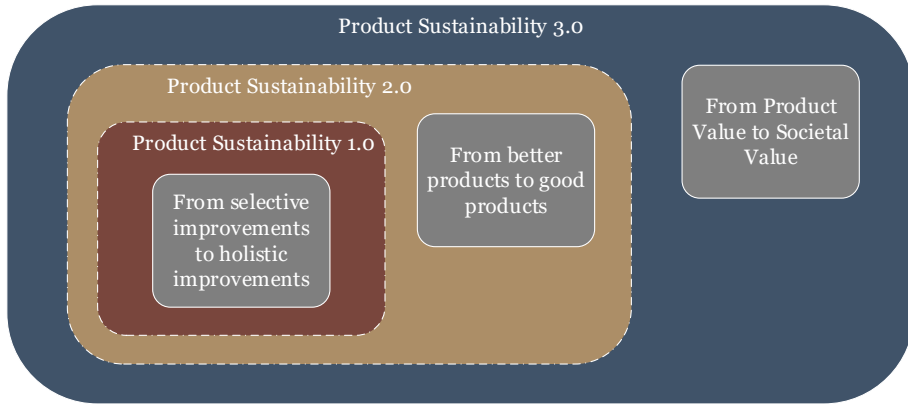 Product Sustainability 3.0
Product Sustainability 2.0
Product Sustainability 1.0
From selective
improvements
to holistic
improvements
From better
products to good
products
From Product
Value to Societal
Value